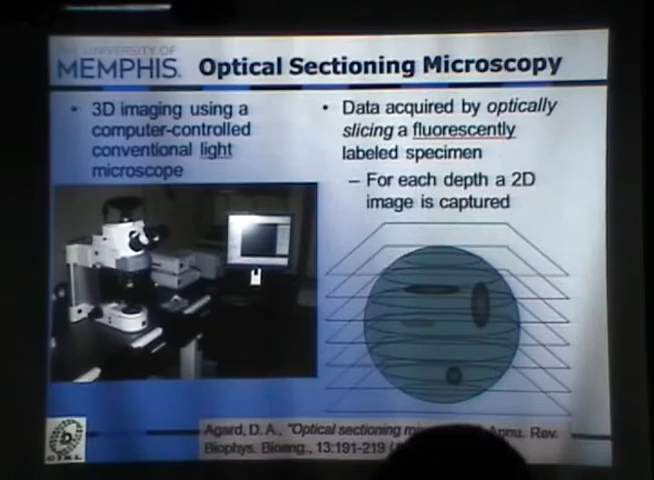 THE UNIVERSITY OF
MEMPHIS.
Optical Sectioning Microscopy
• 3D imaging using a
computer-controlled
conventional light
microscope
• Data acquired by optically
slicing a fluorescently
labeled specimen
– For each depth a 2D
image is captured
Agard, D. A., "Optical sectioning Annu. Rev.
Biophys. Bioeng., 13:191-219